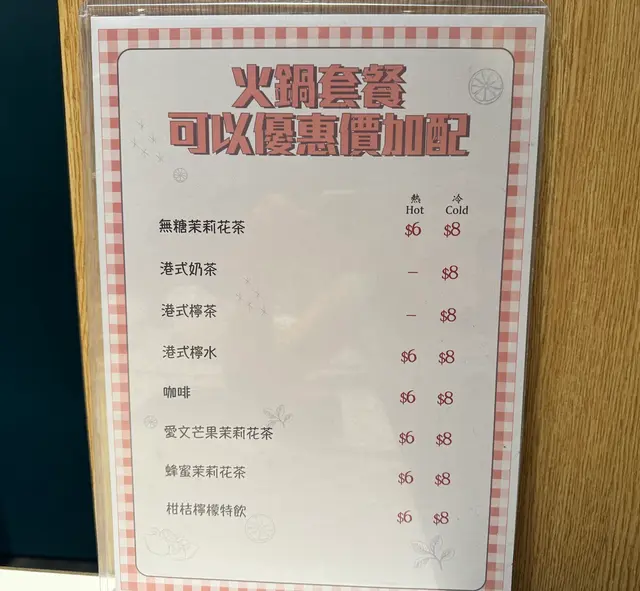 火鍋套餐
可以優惠價加配
熱 冷
Hot Cold
無糖茉莉花茶 $6 $8
港式奶茶 – $8
港式檸茶 – $8
港式檸水 $6 $8
咖啡 $6 $8
愛文芒果茉莉花茶 $6 $8
蜂蜜茉莉花茶 $6 $8
柑桔檸檬特飲 $6 $8